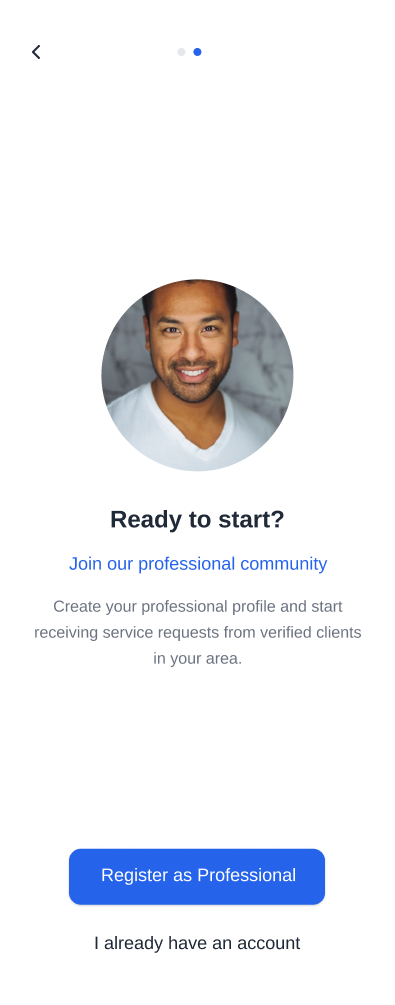 Ready to start?
Join our professional community
Create your professional profile and start
receiving service requests from verified clients
in your area.
Register as Professional
I already have an account